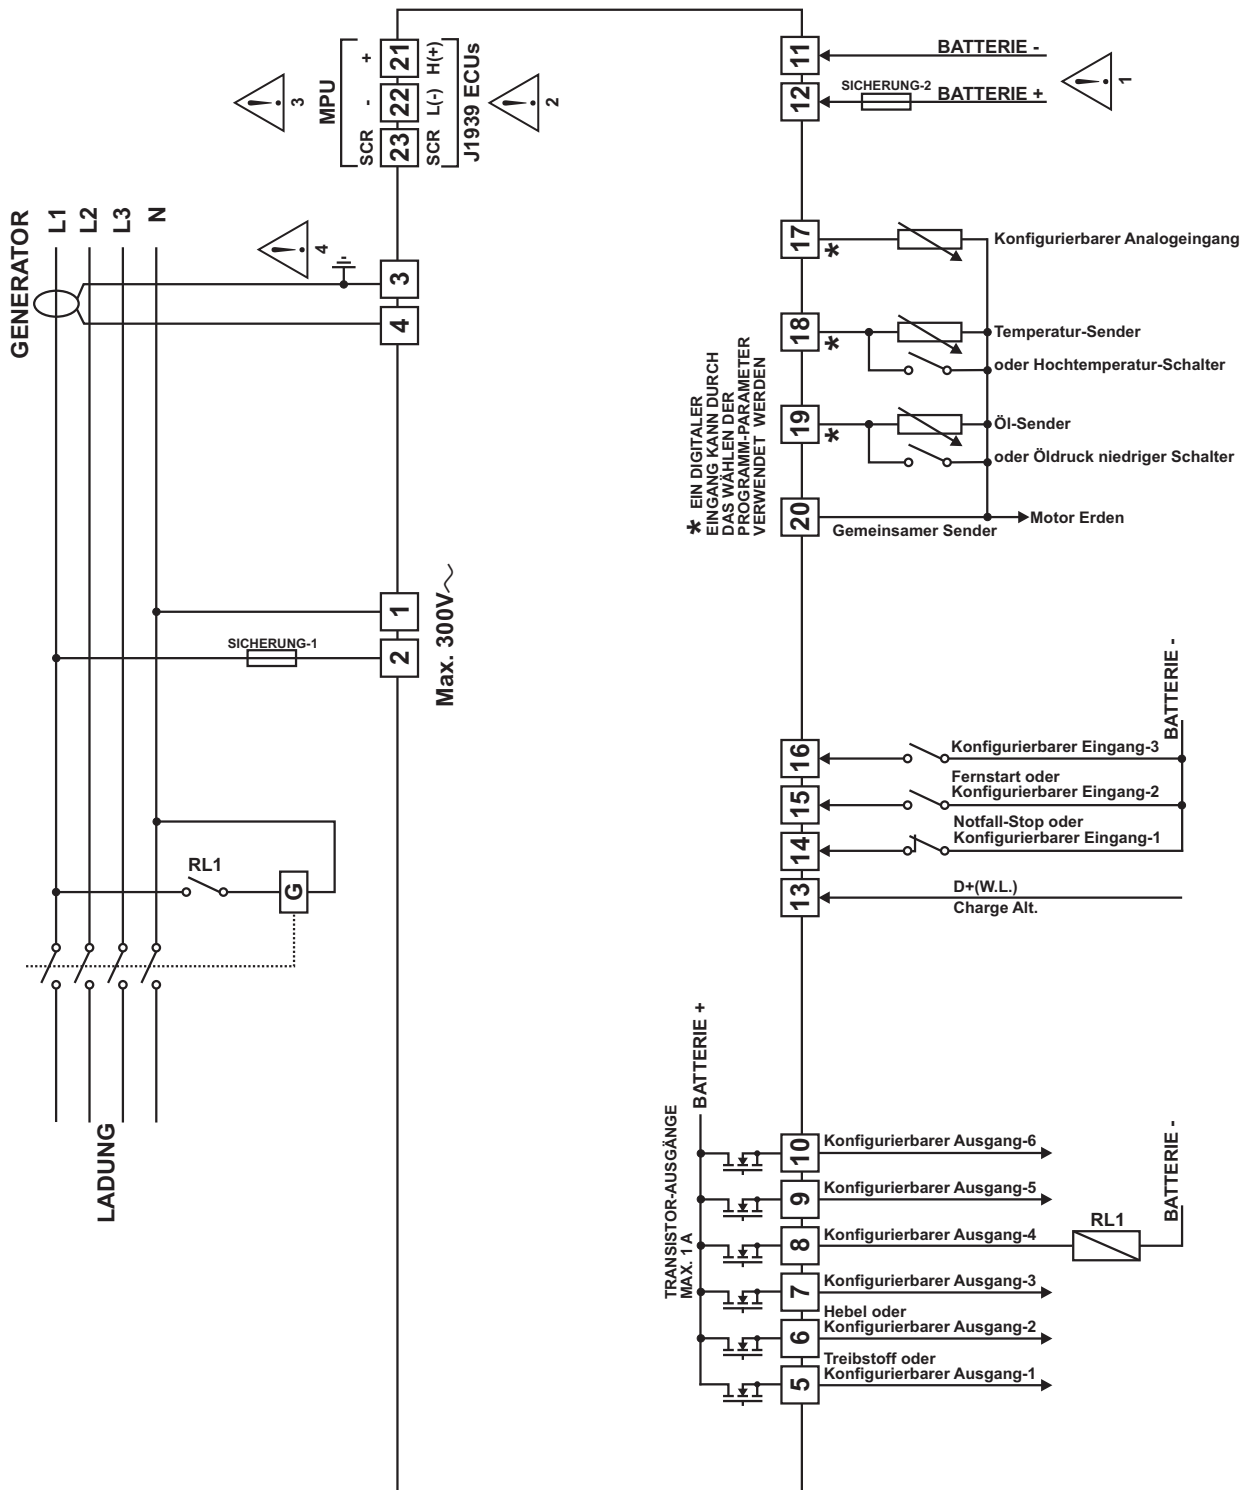 GENERATOR
L1
L2
L3
N
MPU
+
-
SCR
21
22
23
H(+)
L(-)
SCR
J1939 ECUs
3
2
4
3
4
SICHERUNG-1
1
2
Max. 300V~
RL1
G
LADUNG
11
BATTERIE -
12
SICHERUNG-2
BATTERIE +
1
17
*
Konfigurierbarer Analogeingang
18
*
Temperatur-Sender
oder Hochtemperatur-Schalter
19
*
Öl-Sender
oder Öldruck niedriger Schalter
20
Gemeinsamer Sender
Motor Erden
* EIN DIGITALER
EINGANG KANN DURCH
DAS WÄHLEN DER
PROGRAMM-PARAMETER
VERWENDET WERDEN
BATTERIE -
16
Konfigurierbarer Eingang-3
15
Fernstart oder
Konfigurierbarer Eingang-2
14
Notfall-Stop oder
Konfigurierbarer Eingang-1
13
D+(W.L.)
Charge Alt.
TRANSISTOR-AUSGÄNGE
MAX. 1 A
BATTERIE +
10
Konfigurierbarer Ausgang-6
9
Konfigurierbarer Ausgang-5
8
Konfigurierbarer Ausgang-4
RL1
BATTERIE -
7
Konfigurierbarer Ausgang-3
6
Hebel oder
Konfigurierbarer Ausgang-2
5
Treibstoff oder
Konfigurierbarer Ausgang-1